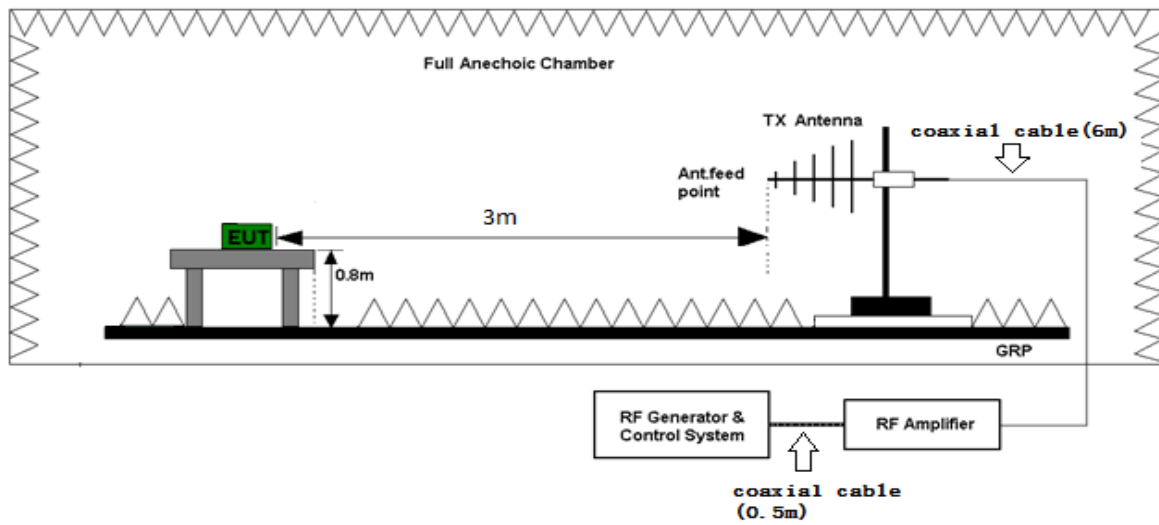 Full Anechoic Chamber
TX Antenna
coaxial cable(6m)
Ant.feed
point
3m
EUT
0.8m
GRP
RF Generator &
Control System
RF Amplifier
coaxial cable
(0.5m)